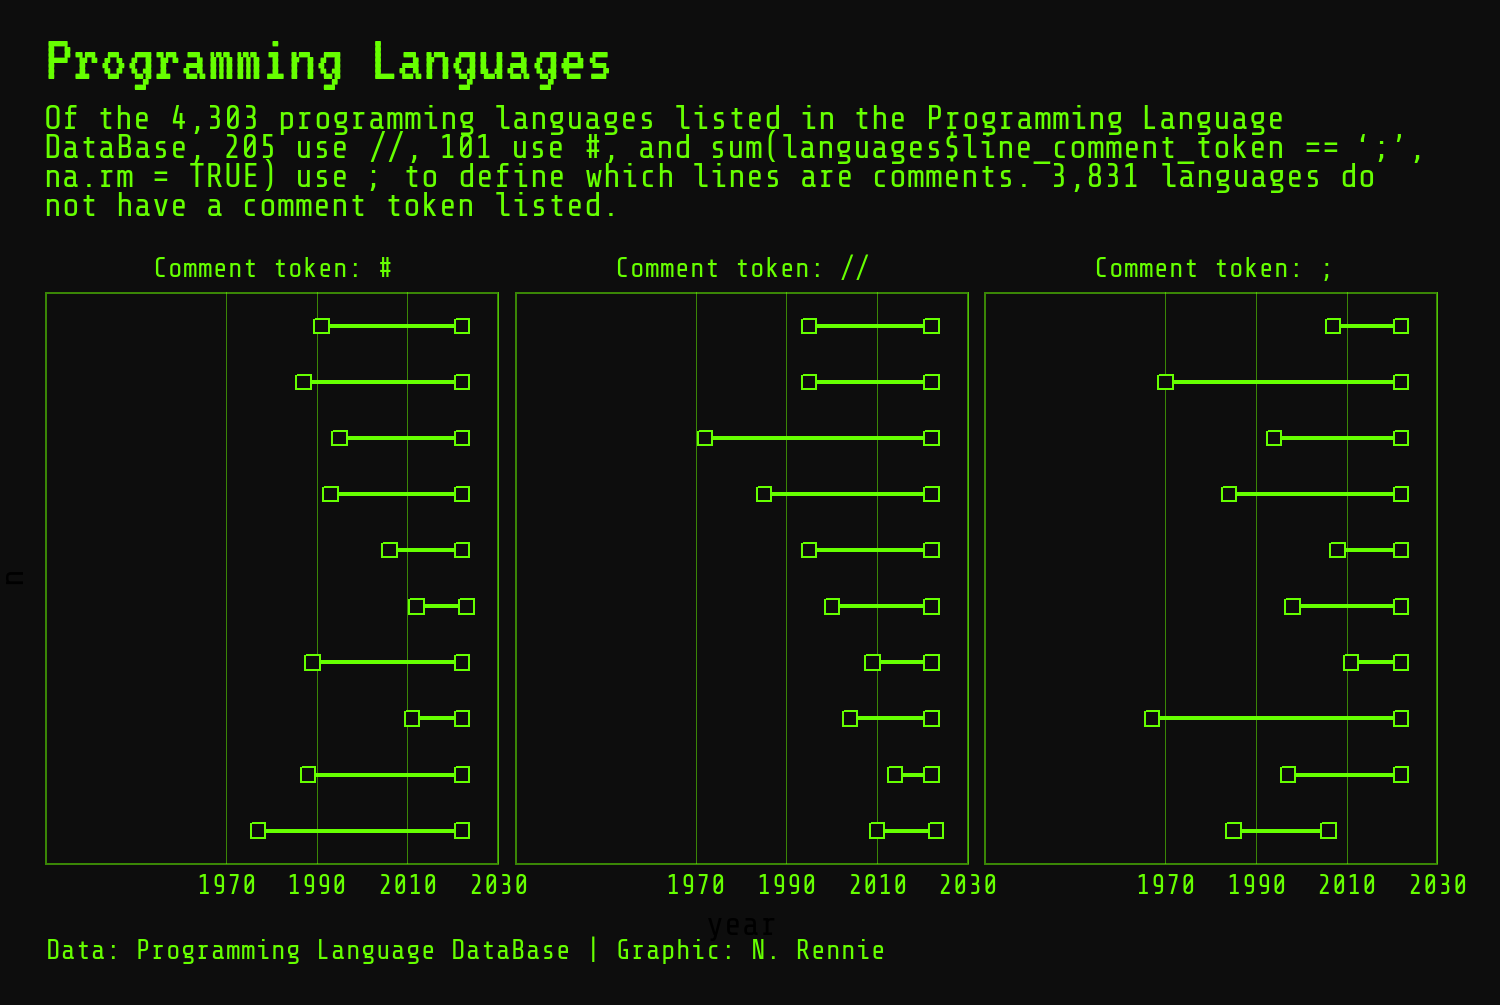 Programming Languages
Of the 4,303 programming languages listed in the Programming Language
DataBase, 205 use //, 101 use #, and sum(languages$line_comment_token == ‘;’,
na.rm = TRUE) use ; to define which lines are comments. 3,831 languages do
not have a comment token listed.
Comment token: #
Comment token: //
Comment token: ;
n
1970 1990 2010 2030
1970 1990 2010 2030
1970 1990 2010 2030
year
Data: Programming Language DataBase | Graphic: N. Rennie